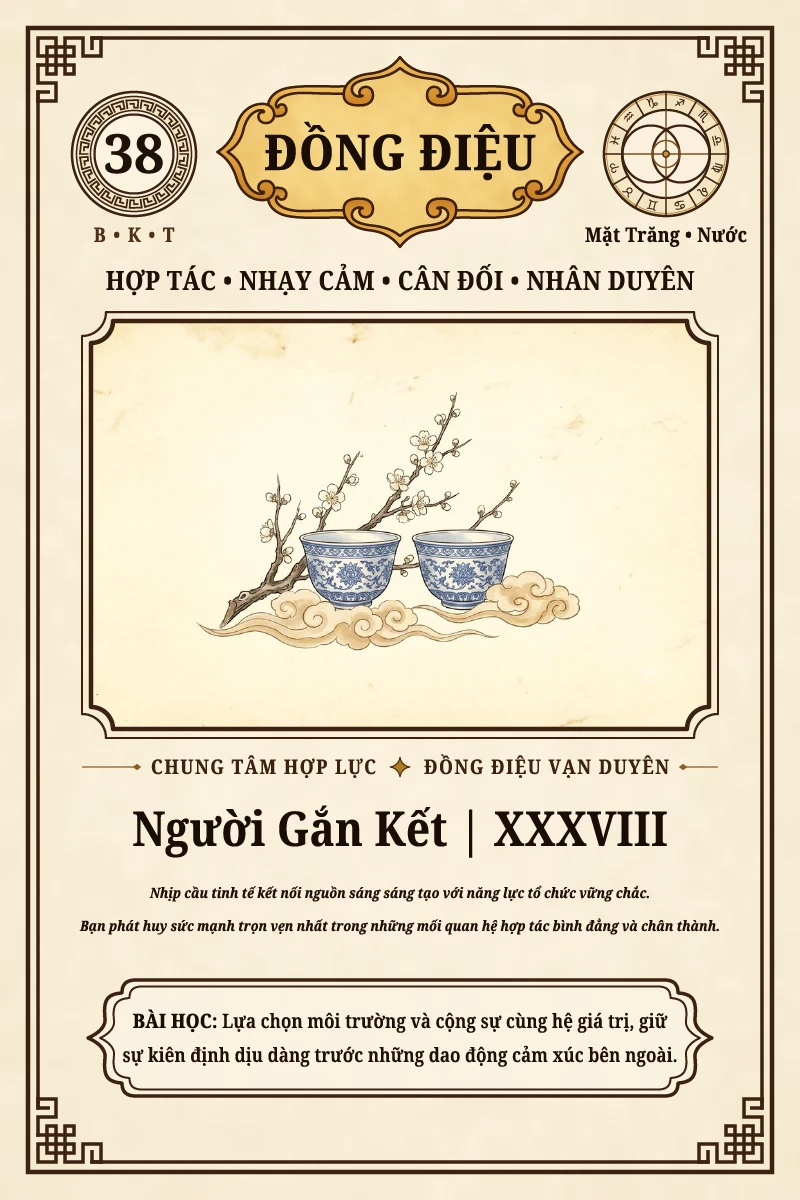 38
ĐỒNG ĐIỆU
B • K • T
Mặt Trăng • Nước
HỢP TÁC • NHẠY CẢM • CÂN ĐỐI • NHÂN DUYÊN
CHUNG TÂM HỢP LỰC ✦ ĐỒNG ĐIỆU VẠN DUYÊN
Người Gắn Kết | XXXVIII
Nhịp cầu tinh tế kết nối nguồn sáng sáng tạo với năng lực tổ chức vững chắc.
Bạn phát huy sức mạnh trọn vẹn nhất trong những mối quan hệ hợp tác bình đẳng và chân thành.
BÀI HỌC: Lựa chọn môi trường và cộng sự cùng hệ giá trị, giữ
sự kiên định dịu dàng trước những dao động cảm xúc bên ngoài.